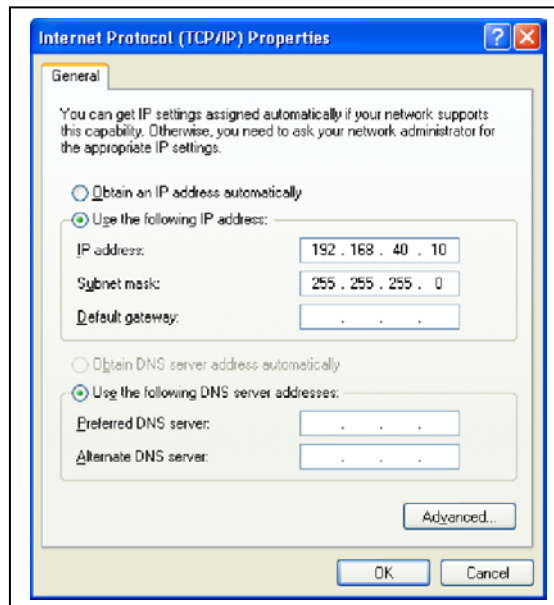 Internet Protocol (TCP/IP) Properties
General
You can get IP settings assigned automatically if your network supports
this capability. Otherwise, you need to ask your network administrator for
the appropriate IP settings.
Obtain an IP address automatically
Use the following IP address:
IP address: 192 . 168 . 40 . 10
Subnet mask: 255 . 255 . 255 . 0
Default gateway: . . .
Obtain DNS server address automatically
Use the following DNS server addresses:
Preferred DNS server: . . .
Alternate DNS server: . . .
Advanced...
OK Cancel